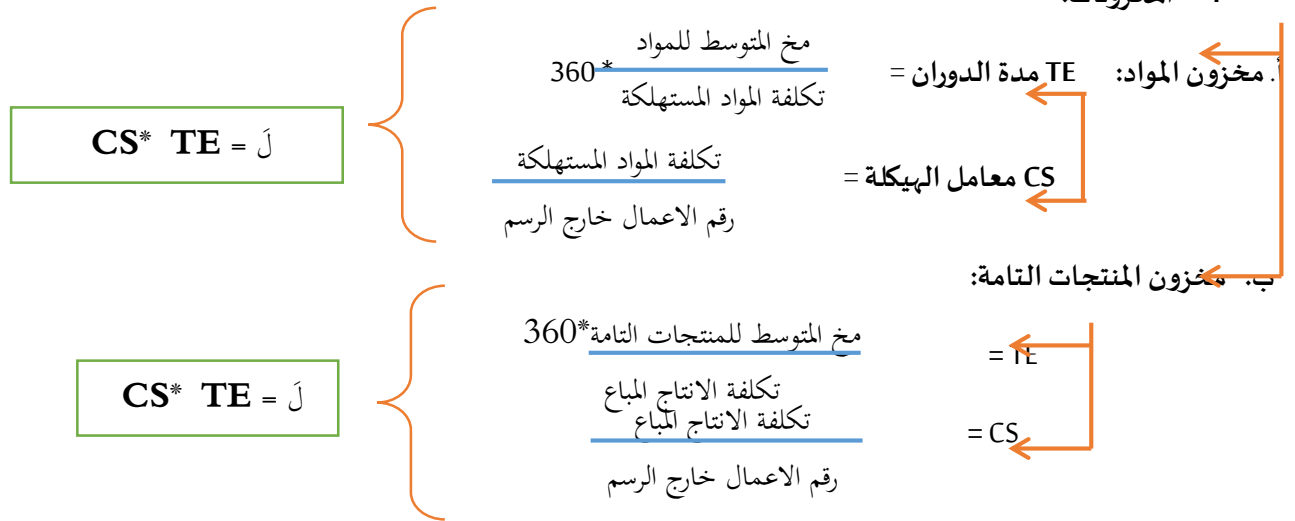 أ. مخزون المواد: TE مدة الدوران = مخ المتوسط للمواد *360
تكلفة المواد المستهلكة
CS معامل الهيكلة = تكلفة المواد المستهلكة
رقم الاعمال خارج الرسم
CS* TE = لَ
ب. مخزون المنتجات التامة:
TE = مخ المتوسط للمنتجات التامة*360
تكلفة الانتاج المباع
CS = تكلفة الانتاج المباع
رقم الاعمال خارج الرسم
CS* TE = لَ